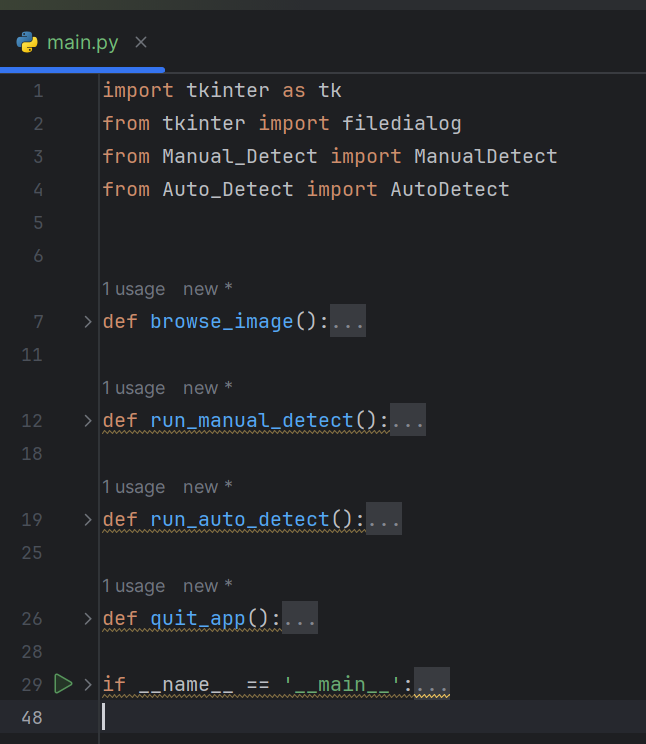 main.py
1 import tkinter as tk
2 from tkinter import filedialog
3 from Manual_Detect import ManualDetect
4 from Auto_Detect import AutoDetect
5
6
1 usage new *
7 def browse_image():...
11
1 usage new *
12 def run_manual_detect():...
18
1 usage new *
19 def run_auto_detect():...
25
1 usage new *
26 def quit_app():...
28
29 if __name__ == '__main__':...
48